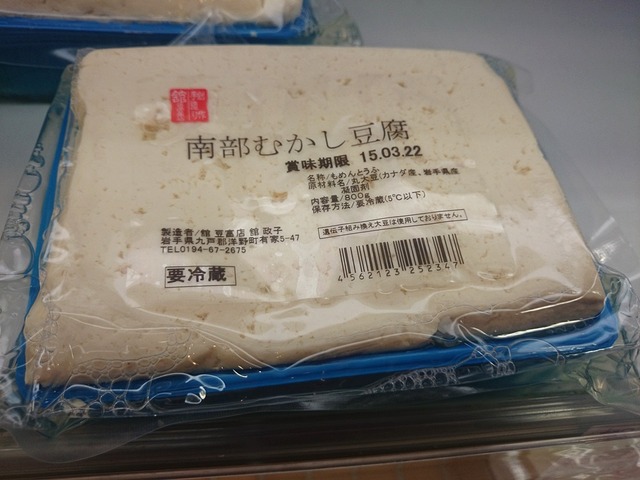 南部むかし豆腐
賞味期限 15.03.22
名称/もめんとうふ
原材料名/丸大豆(カナダ産、岩手県産)
凝固剤
内容量/800g
保存方法/要冷蔵(5℃以下)
遺伝子組み換え大豆は使用しておりません。
製造者/舘 豆富店 舘 政子
岩手県九戸郡洋野町有家5-47
TEL0194-67-2675
要冷蔵
4562123252347